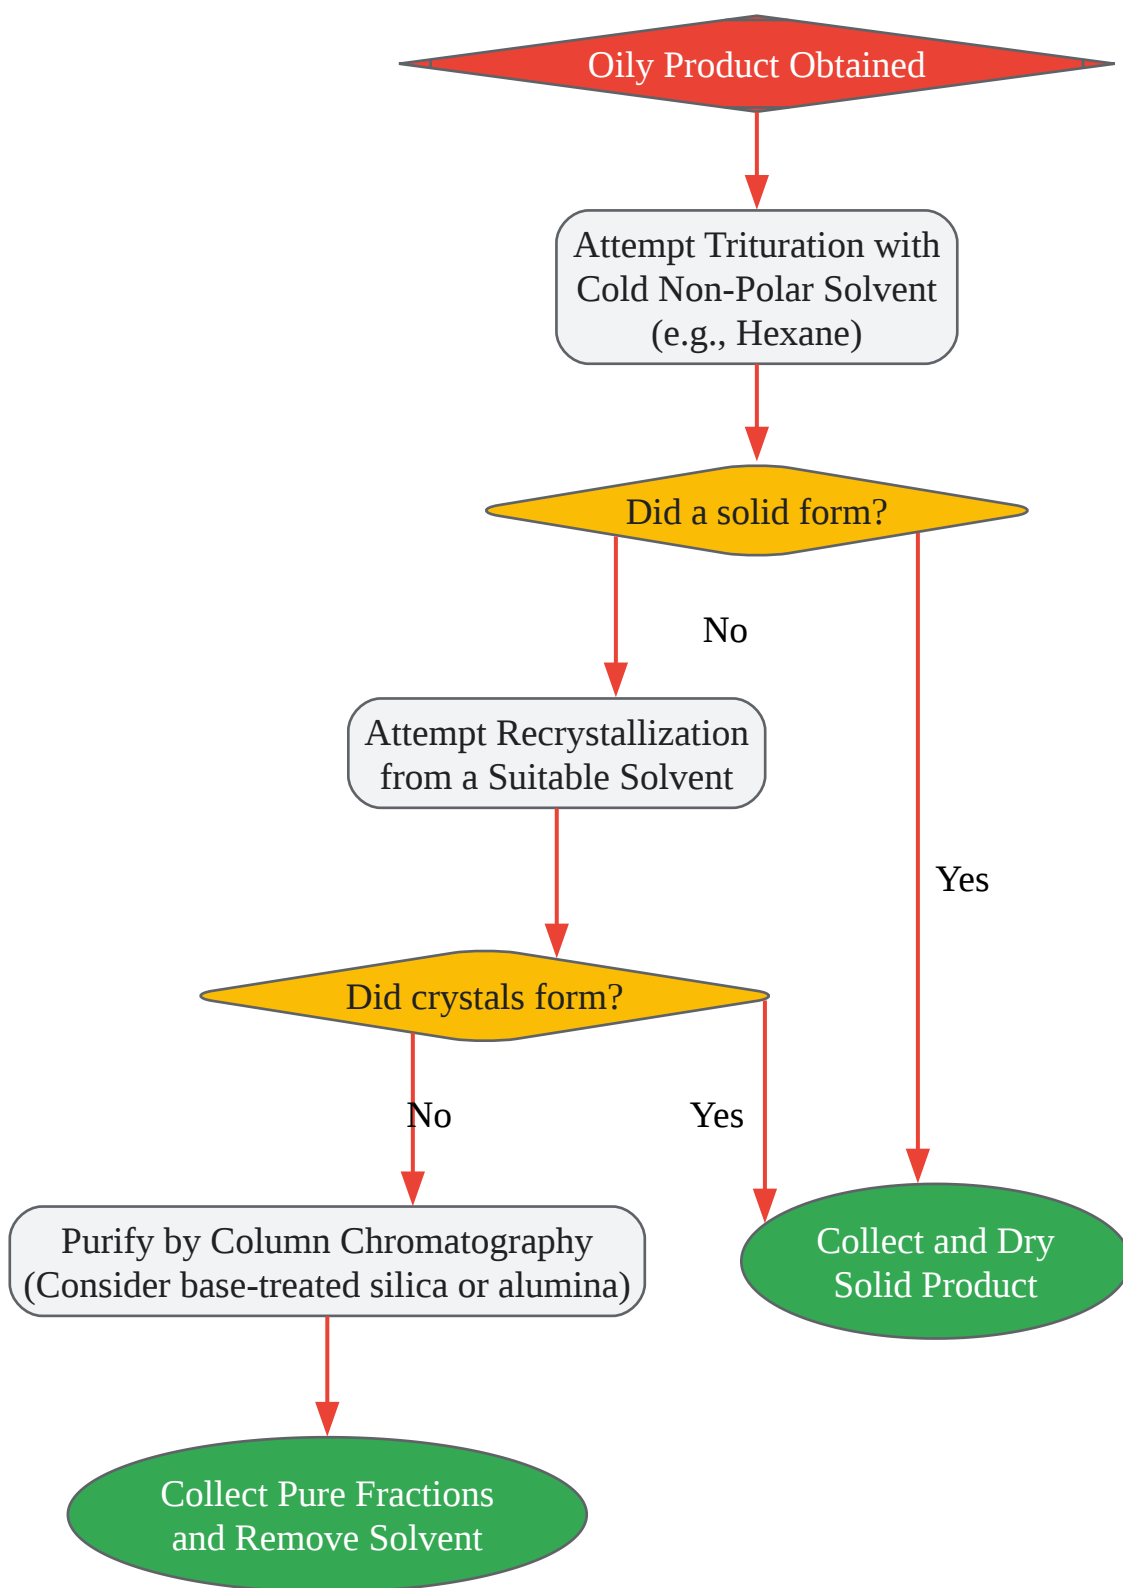 Oily Product Obtained
Attempt Trituration with
Cold Non-Polar Solvent
(e.g., Hexane)
Did a solid form?
No
Attempt Recrystallization
from a Suitable Solvent
Yes
Did crystals form?
No
Yes
Purify by Column Chromatography
(Consider base-treated silica or alumina)
Collect and Dry
Solid Product
Collect Pure Fractions
and Remove Solvent